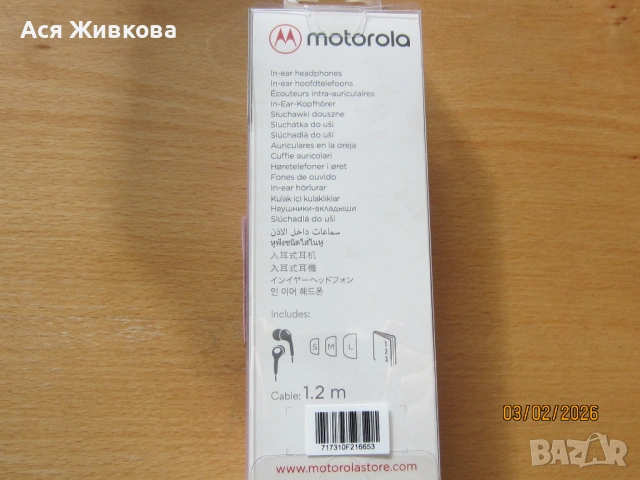 Ася Живкова
motorola
In-ear headphones
In-ear hoofdtelefoons
Écouteurs intra-auriculaires
In-Ear-Kopfhörer
Słuchawki douszne
Sluchátka do uší
Slúchadlá do uší
Auriculares en la oreja
Cuffie auricolari
Høretelefoner i øret
Fones de ouvido
In-ear hörlurar
Kulak içi kulaklıklar
Наушники-вкладыши
Slúchadlá do uší
سماعات داخل الأذن
หูฟังชนิดใส่ในหู
入耳式耳机
入耳式耳機
インイヤーヘッドフォン
인 이어 헤드폰
Includes:
S M L
Cable: 1.2 m
717310F216653
03/02/2026
www.motorolastore.com
BAZAR